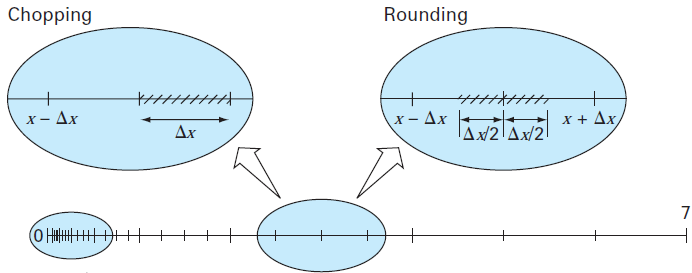 Chopping
x – Δx
Δx
Rounding
x – Δx
Δx/2
Δx/2
x + Δx
0
7